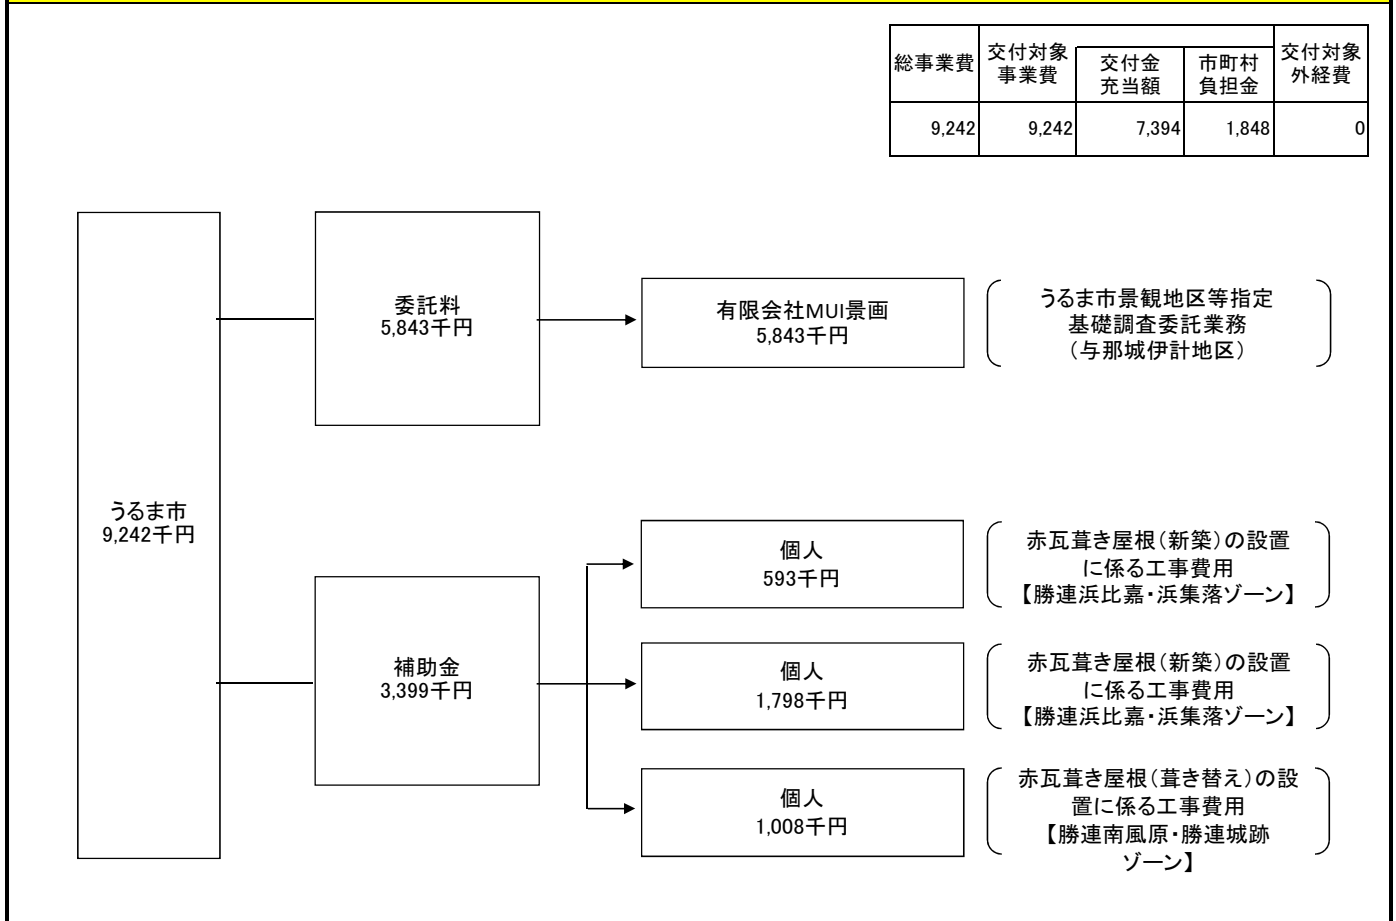 総事業費
交付対象
事業費
交付金
充当額
市町村
負担金
交付対象
外経費
9,242
9,242
7,394
1,848
0
うるま市
9,242千円
委託料
5,843千円
有限会社MUI景画
5,843千円
うるま市景観地区等指定
基礎調査委託業務
（与那城伊計地区）
補助金
3,399千円
個人
593千円
赤瓦葺き屋根（新築）の設置
に係る工事費用
【勝連浜比嘉・浜集落ゾーン】
個人
1,798千円
赤瓦葺き屋根（新築）の設置
に係る工事費用
【勝連浜比嘉・浜集落ゾーン】
個人
1,008千円
赤瓦葺き屋根（葺き替え）の設
置に係る工事費用
【勝連南風原・勝連城跡
ゾーン】